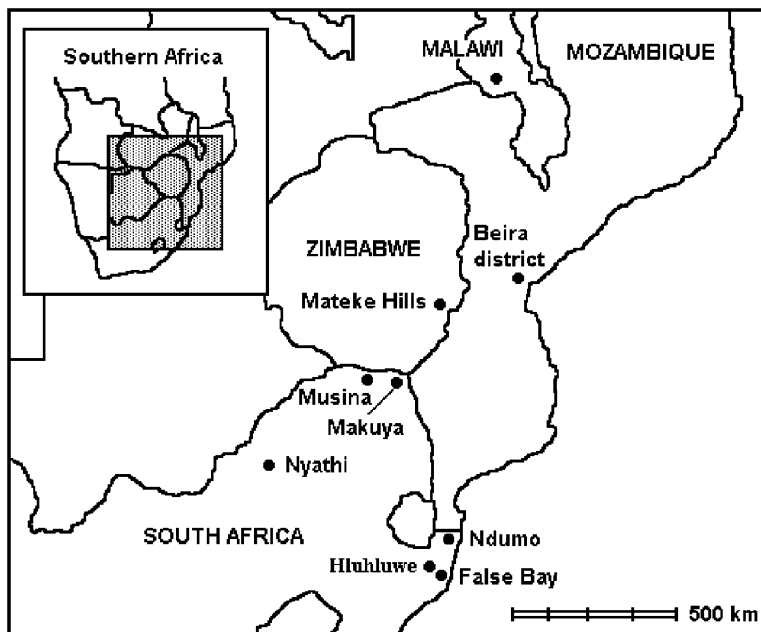 Southern Africa
MALAWI
MOZAMBIQUE
ZIMBABWE
Beira
district
Mateke Hills
Musina
Makuya
Nyathi
SOUTH AFRICA
Ndumo
Hluhluwe
False Bay
500 km